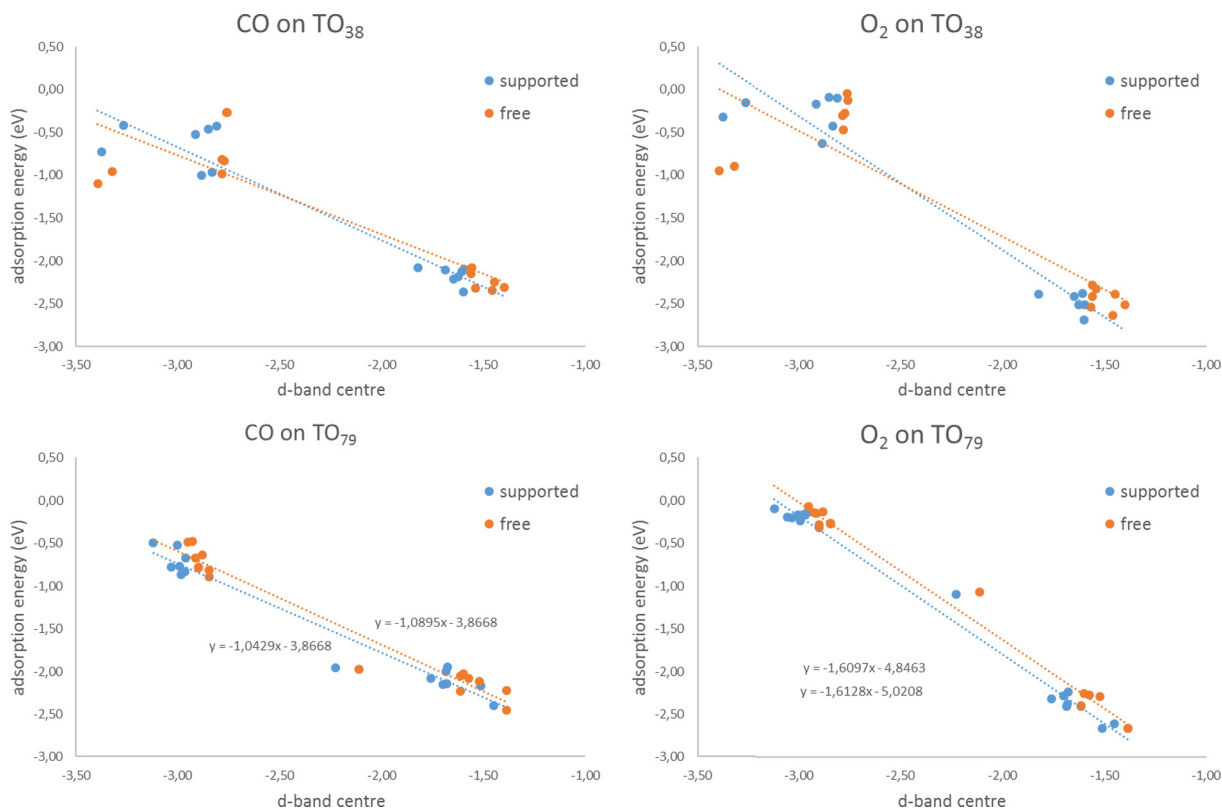 CO on TO38
0,50
0,00
-0,50
-1,00
-1,50
-2,00
-2,50
-3,00
adsorption energy (eV)
supported
free
-3,50 -3,00 -2,50 -2,00 -1,50 -1,00
d-band centre
O2 on TO38
0,50
0,00
-0,50
-1,00
-1,50
-2,00
-2,50
-3,00
adsorption energy (eV)
supported
free
-3,50 -3,00 -2,50 -2,00 -1,50 -1,00
d-band centre
CO on TO79
0,50
0,00
-0,50
-1,00
-1,50
-2,00
-2,50
-3,00
adsorption energy (eV)
supported
free
y = -1,0895x - 3,8668
y = -1,0429x - 3,8668
-3,50 -3,00 -2,50 -2,00 -1,50 -1,00
d-band centre
O2 on TO79
0,50
0,00
-0,50
-1,00
-1,50
-2,00
-2,50
-3,00
adsorption energy (eV)
supported
free
y = -1,6097x - 4,8463
y = -1,6128x - 5,0208
-3,50 -3,00 -2,50 -2,00 -1,50 -1,00
d-band centre